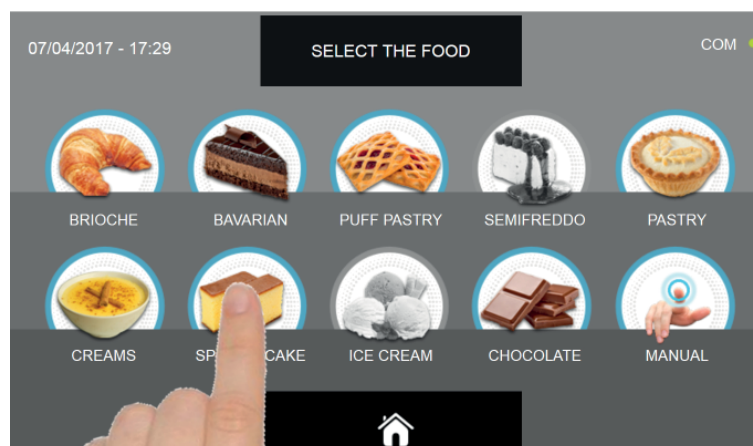 07/04/2017 - 17:29
SELECT THE FOOD
COM
BRIOCHE
BAVARIAN
PUFF PASTRY
SEMIFREDDO
PASTRY
CREAMS
SP CAKE
ICE CREAM
CHOCOLATE
MANUAL